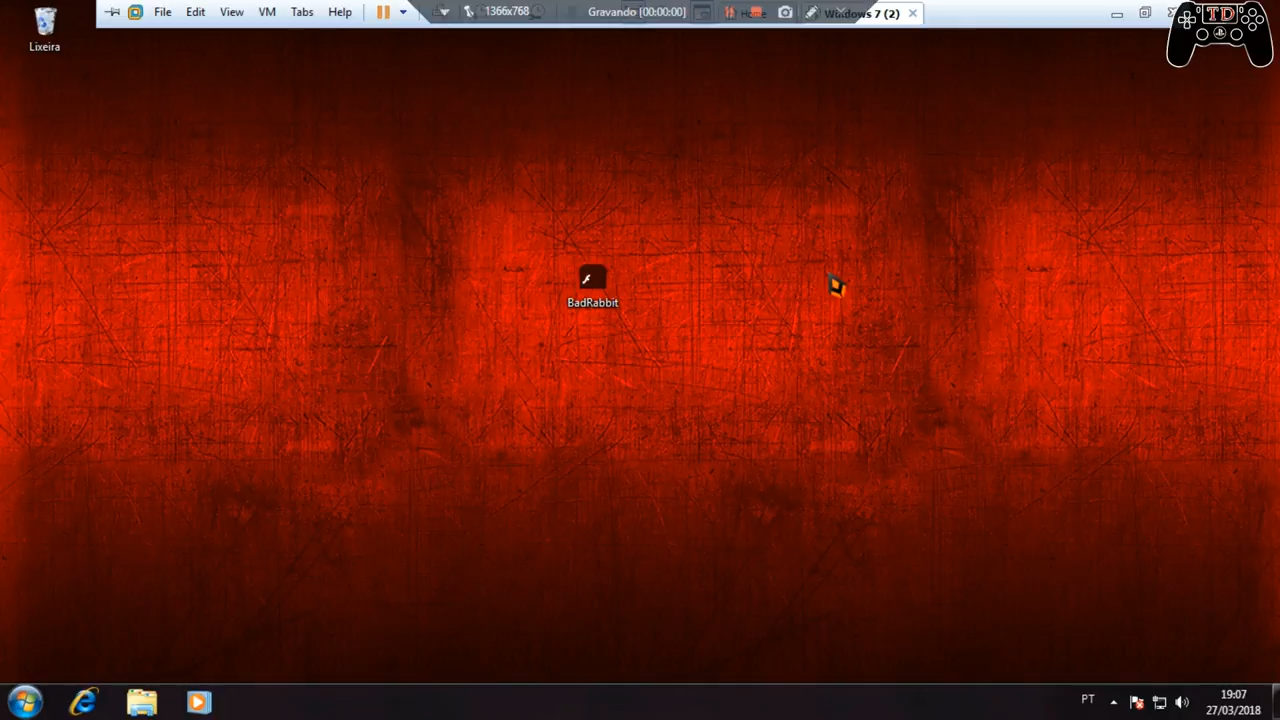 File Edit View VM Tabs Help
1366x768
Gravando [00:00:00]
Home
Windows 7 (2)
TD
Lixeira
BadRabbit
PT
19:07
27/03/2018